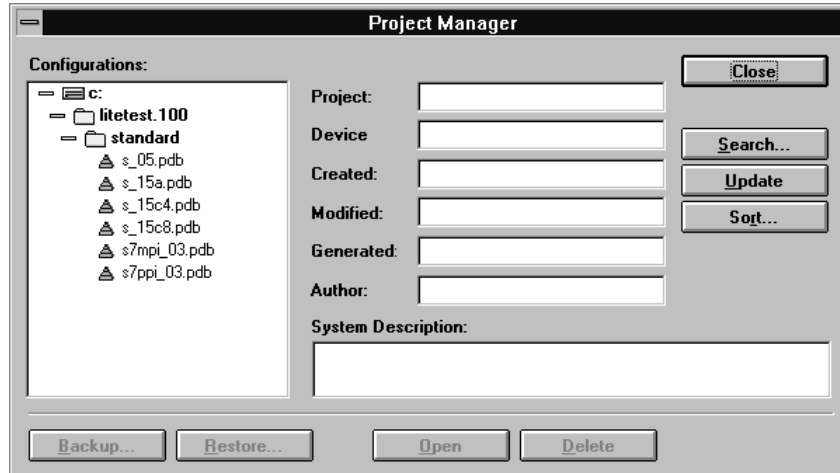 Project Manager
Configurations:
c:
litetest.100
standard
s_05.pdb
s_15a.pdb
s_15c4.pdb
s_15c8.pdb
s7mpi_03.pdb
s7ppi_03.pdb
Project:
Device
Created:
Modified:
Generated:
Author:
System Description:
Close
Search...
Update
Sort...
Backup...
Restore...
Open
Delete